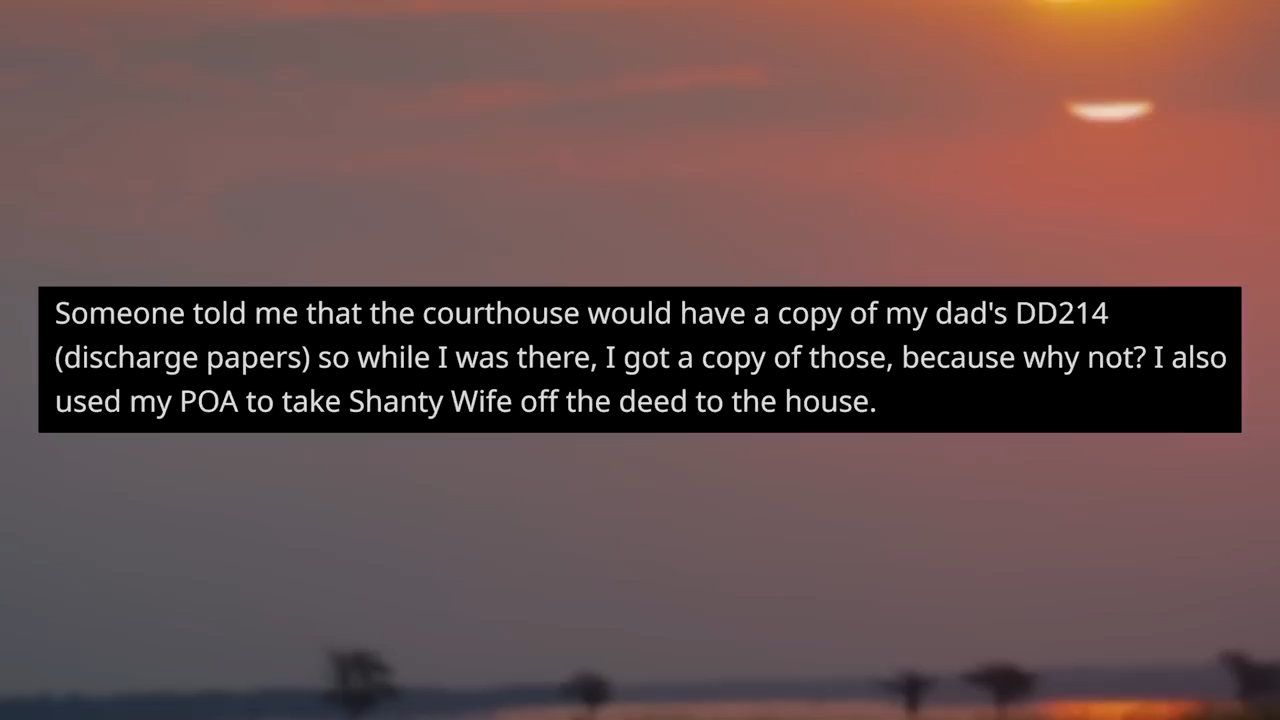 Someone told me that the courthouse would have a copy of my dad's DD214
(discharge papers) so while I was there, I got a copy of those, because why not? I also
used my POA to take Shanty Wife off the deed to the house.